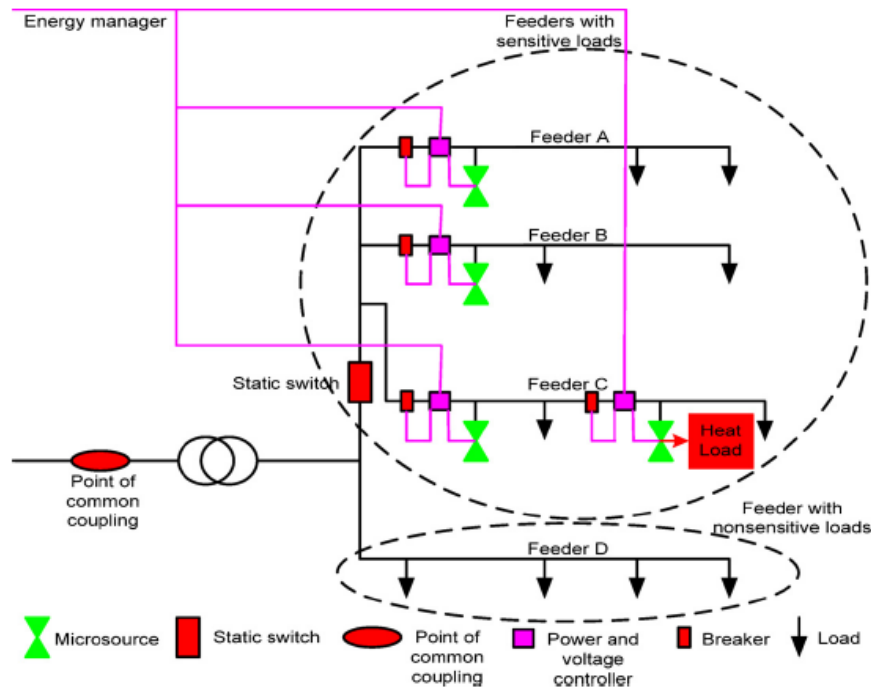 Energy manager
Feeders with
sensitive loads
Feeder A
Feeder B
Static switch
Feeder C
Heat
Load
Point of
common
coupling
Feeder with
nonsensitive loads
Feeder D
Microsource
Static switch
Point of
common
coupling
Power and
voltage
controller
Breaker
Load